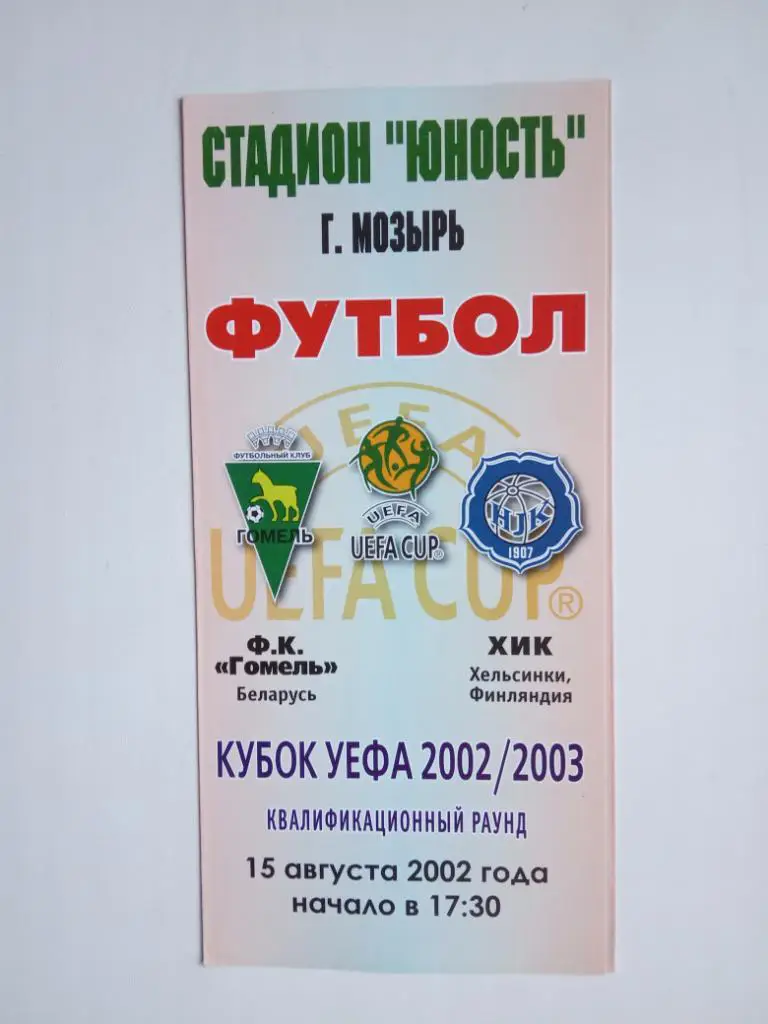 СТАДИОН "ЮНОСТЬ"
Г. МОЗЫРЬ
ФУТБОЛ
UEFA
UEFA CUP®
ФУТБОЛЬНЫЙ КЛУБ
ГОМЕЛЬ
UEFA
UEFA CUP®
HJK
1907
Ф.К.
«Гомель»
Беларусь
ХИК
Хельсинки,
Финляндия
КУБОК УЕФА 2002/2003
КВАЛИФИКАЦИОННЫЙ РАУНД
15 августа 2002 года
начало в 17:30